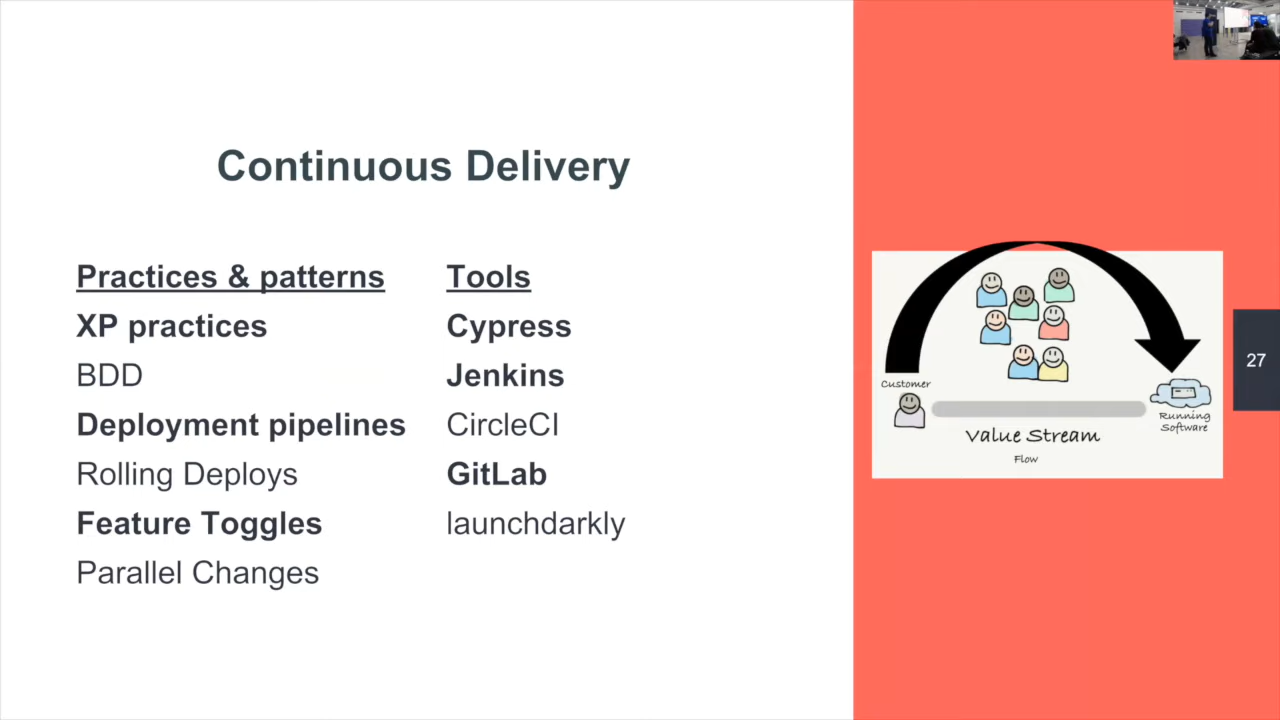 Continuous Delivery
Practices & patterns
XP practices
BDD
Deployment pipelines
Rolling Deploys
Feature Toggles
Parallel Changes
Tools
Cypress
Jenkins
CircleCI
GitLab
launchdarkly
Customer
Running
Software
Value Stream
Flow
27